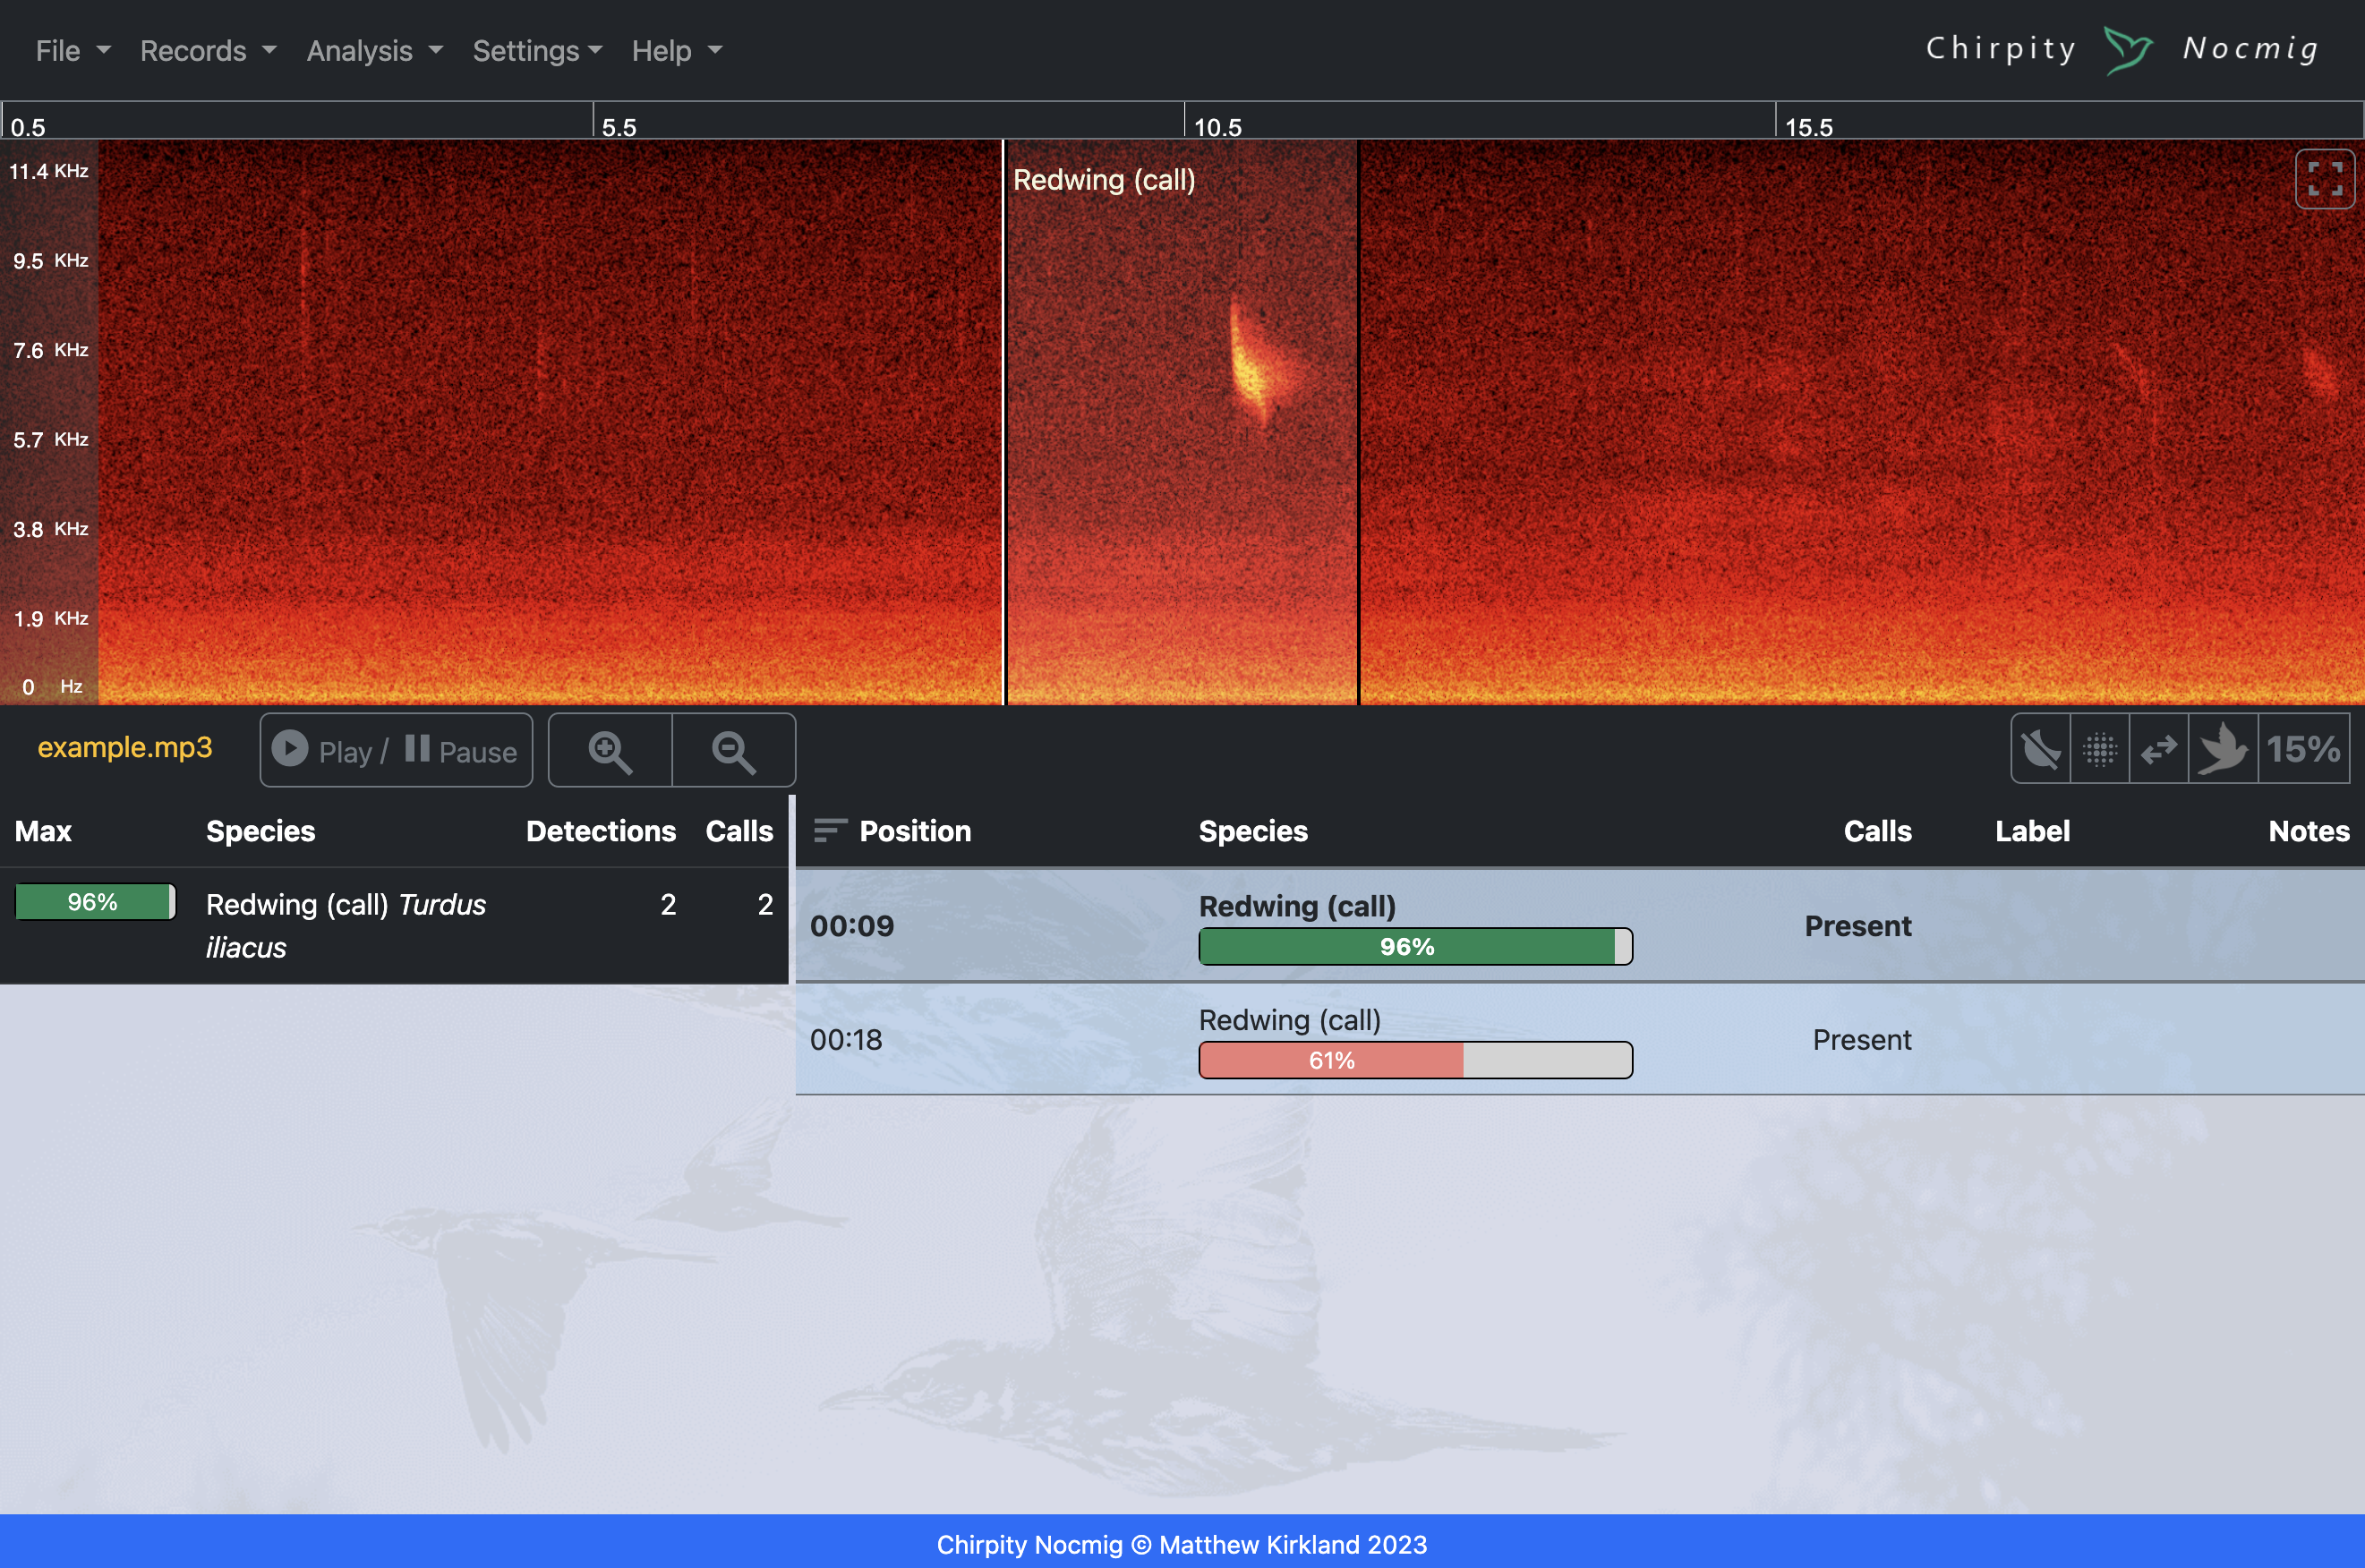 File Records Analysis Settings Help Chirpity Nocmig
0.5 5.5 10.5 15.5
11.4 KHz
Redwing (call)
9.5 KHz
7.6 KHz
5.7 KHz
3.8 KHz
1.9 KHz
0 Hz
example.mp3 Play / Pause 15%
Max Species Detections Calls Position Species Calls Label Notes
96% Redwing (call) Turdus 2 2
iliacus
Redwing (call)
00:09 Present
96%
Redwing (call)
00:18 Present
61%
Chirpity Nocmig © Matthew Kirkland 2023